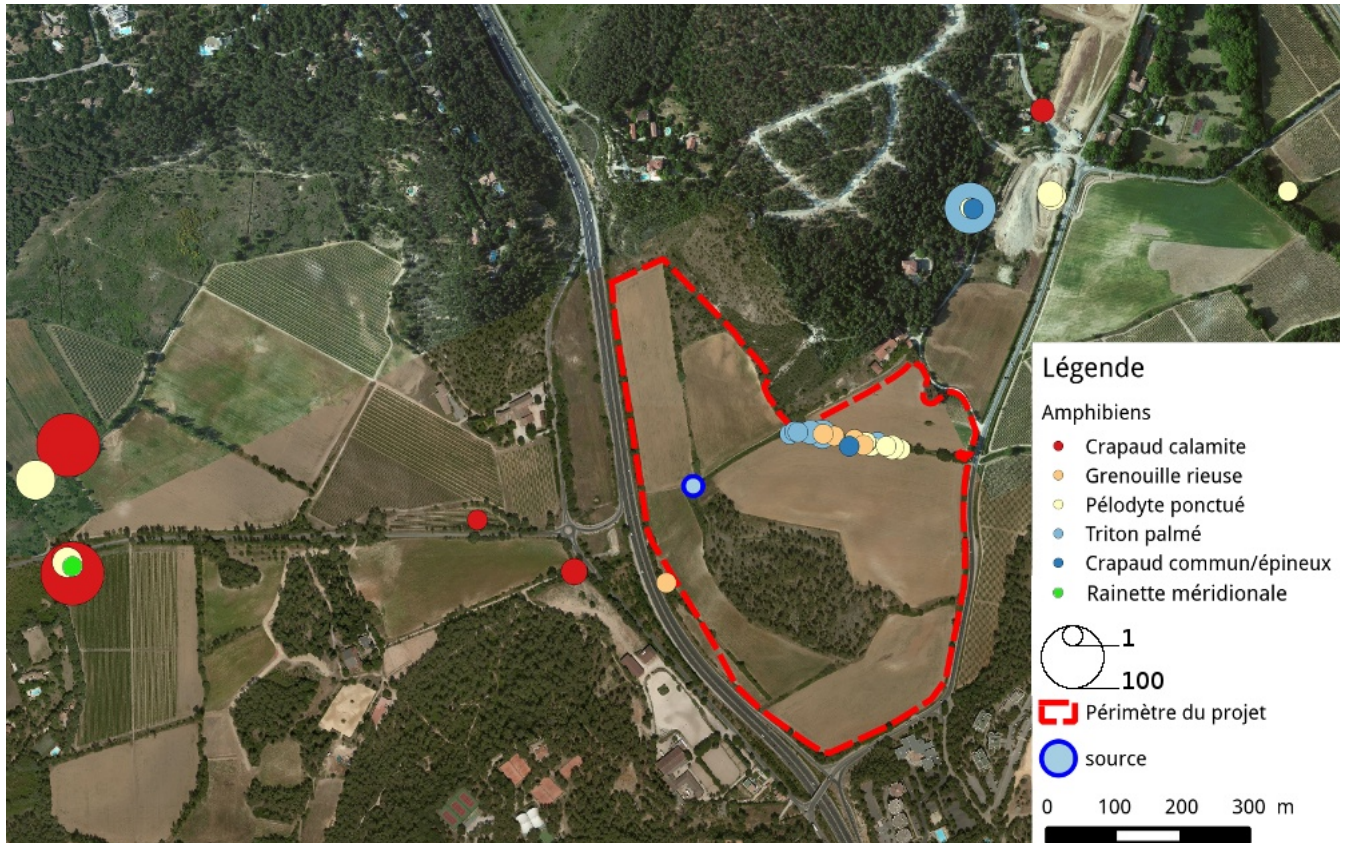 Légende
Amphibiens
Crapaud calamite
Grenouille rieuse
Pélodyte ponctué
Triton palmé
Crapaud commun/épineux
Rainette méridionale
1
100
Périmètre du projet
source
0 100 200 300 m